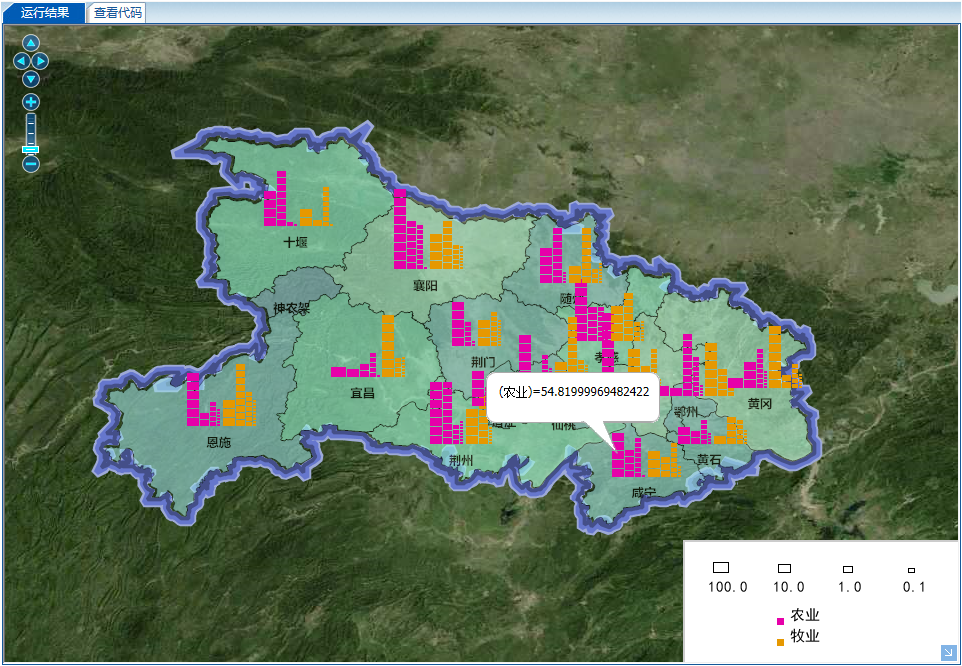 运行结果 查看代码
十堰
襄阳
神农架
随州
孝感
荆门
宜昌
(农业)=54.81999969482422
黄冈
鄂州
仙桃
恩施
荆州
黄石
咸宁
100.0 10.0 1.0 0.1
农业
牧业